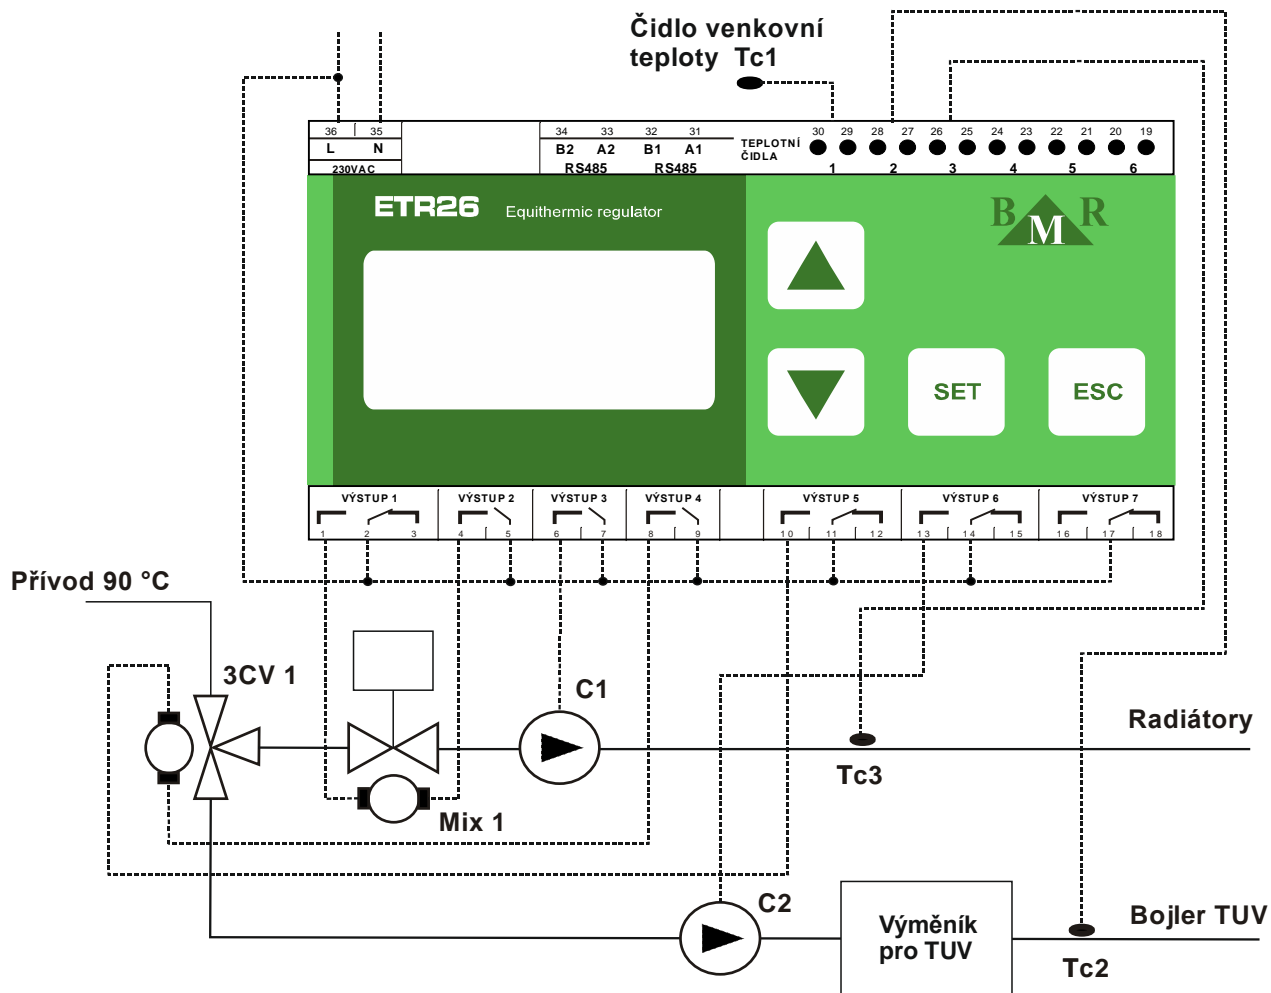 Čidlo venkovní
teploty Tc1
36 35
L N
230VAC
34 33 32 31
B2 A2 B1 A1
RS485 RS485
TEPLOTNÍ
ČIDLA
30 29 28 27 26 25 24 23 22 21 20 19
1 2 3 4 5 6
ETR26 Equithermic regulator
B M R
SET
ESC
VÝSTUP 1 VÝSTUP 2 VÝSTUP 3 VÝSTUP 4 VÝSTUP 5 VÝSTUP 6 VÝSTUP 7
1 2 3 4 5 6 7 8 9 10 11 12 13 14 15 16 17 18
Přívod 90 °C
3CV 1
C1
Radiátory
Tc3
Mix 1
C2
Výměník
pro TUV
Bojler TUV
Tc2